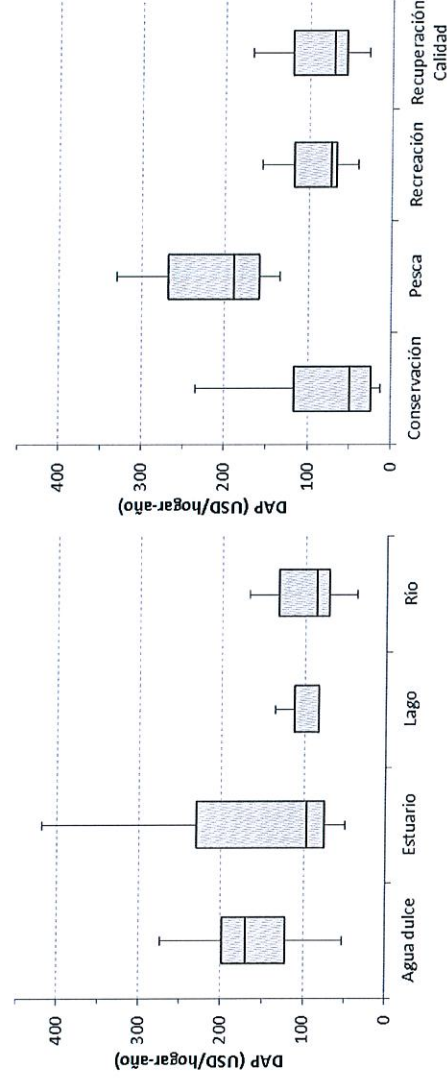 DAP (USD/hogar-año)
400
300
200
100
0
Agua dulce
Estuario
Lago
Río
DAP (USD/hogar-año)
400
300
200
100
0
Conservación
Pesca
Recreación
Recuperación
Calidad